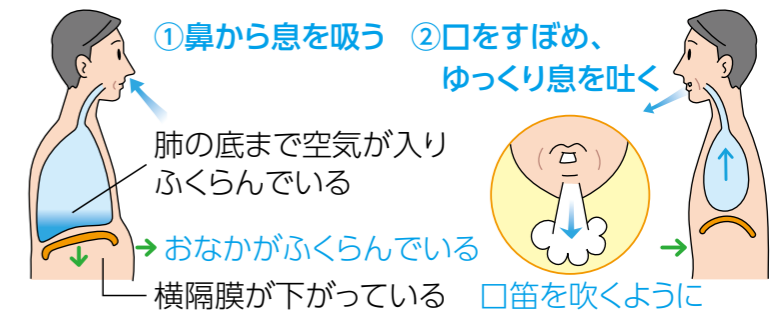 ①鼻から息を吸う
②口をすぼめ、
ゆっくり息を吐く
肺の底まで空気が入り
ふくらんでいる
おなかがふくらんでいる
横隔膜が下がっている
口笛を吹くように